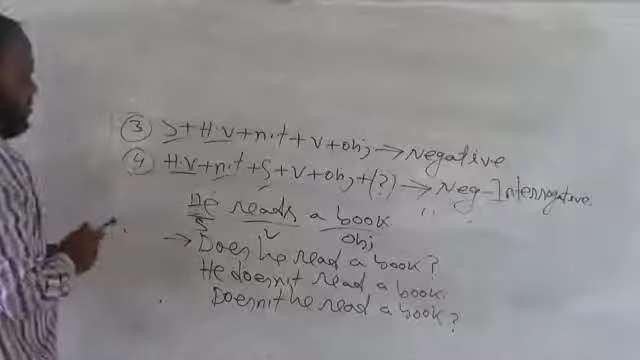 ③ S+H.V+n.t+V+obj→Negative
④ H.V+n.t+S+V+obj+(?)→Neg-Interrogative.
He reads a book " "
S V obj
→Does he read a book?
He doesn't read a book.
Doesn't he read a book?